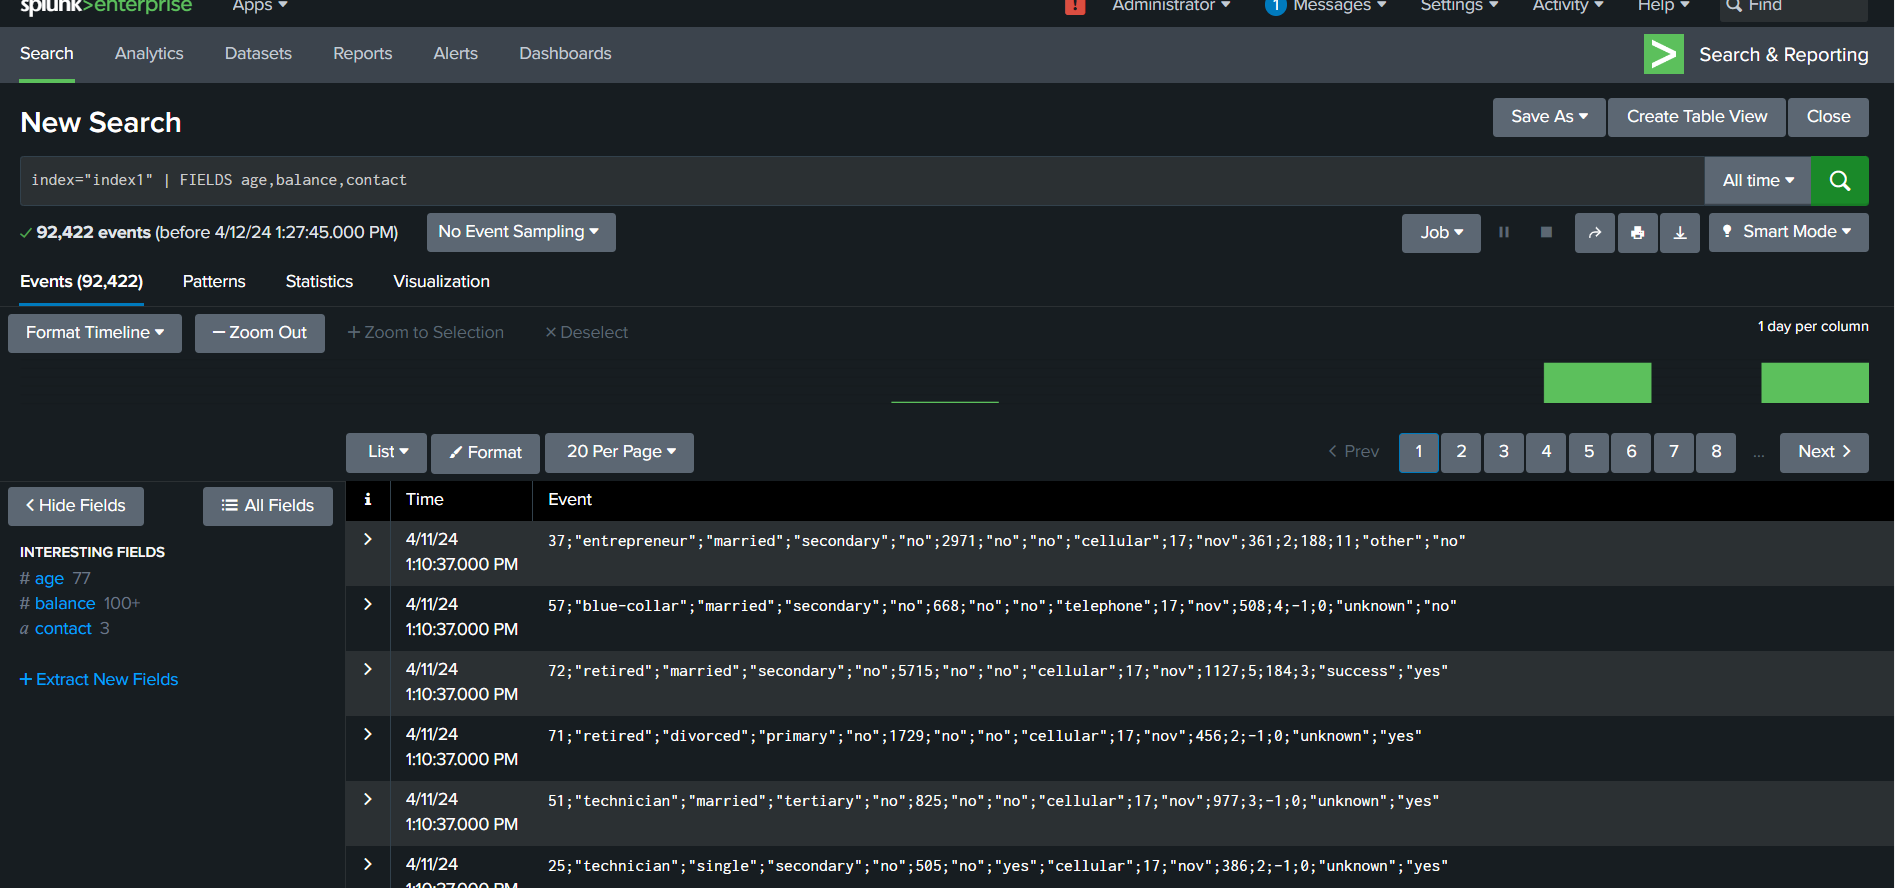 splunk>enterprise Apps Administrator 1 Messages Settings Activity Help Find
Search Analytics Datasets Reports Alerts Dashboards Search & Reporting
New Search
Save As Create Table View Close
index="index1" | FIELDS age,balance,contact
All time
92,422 events (before 4/12/24 1:27:45.000 PM) No Event Sampling Job Smart Mode
Events (92,422) Patterns Statistics Visualization
Format Timeline — Zoom Out + Zoom to Selection × Deselect 1 day per column
List Format 20 Per Page < Prev 1 2 3 4 5 6 7 8 ... Next >
< Hide Fields All Fields
i Time Event
INTERESTING FIELDS
# age 77
# balance 100+
a contact 3
+ Extract New Fields
> 4/11/24
1:10:37.000 PM
37;"entrepreneur";"married";"secondary";"no";2971;"no";"no";"cellular";17;"nov";361;2;188;11;"other";"no"
> 4/11/24
1:10:37.000 PM
57;"blue-collar";"married";"secondary";"no";668;"no";"no";"telephone";17;"nov";508;4;-1;0;"unknown";"no"
> 4/11/24
1:10:37.000 PM
72;"retired";"married";"secondary";"no";5715;"no";"no";"cellular";17;"nov";1127;5;184;3;"success";"yes"
> 4/11/24
1:10:37.000 PM
71;"retired";"divorced";"primary";"no";1729;"no";"no";"cellular";17;"nov";456;2;-1;0;"unknown";"yes"
> 4/11/24
1:10:37.000 PM
51;"technician";"married";"tertiary";"no";825;"no";"no";"cellular";17;"nov";977;3;-1;0;"unknown";"yes"
> 4/11/24
1:10:37.000 PM
25;"technician";"single";"secondary";"no";505;"no";"yes";"cellular";17;"nov";386;2;-1;0;"unknown";"yes"